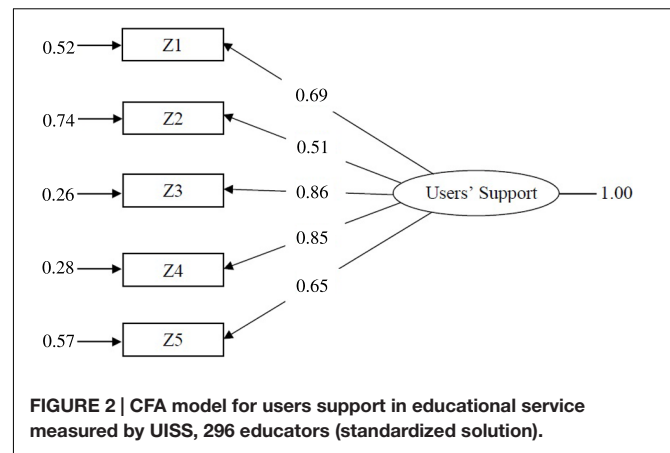 0.52 Z1
0.69
0.74 Z2
0.51
0.26 Z3 0.86 Users' Support 1.00
0.85
0.28 Z4
0.65
0.57 Z5
FIGURE 2 | CFA model for users support in educational service
measured by UISS, 296 educators (standardized solution).